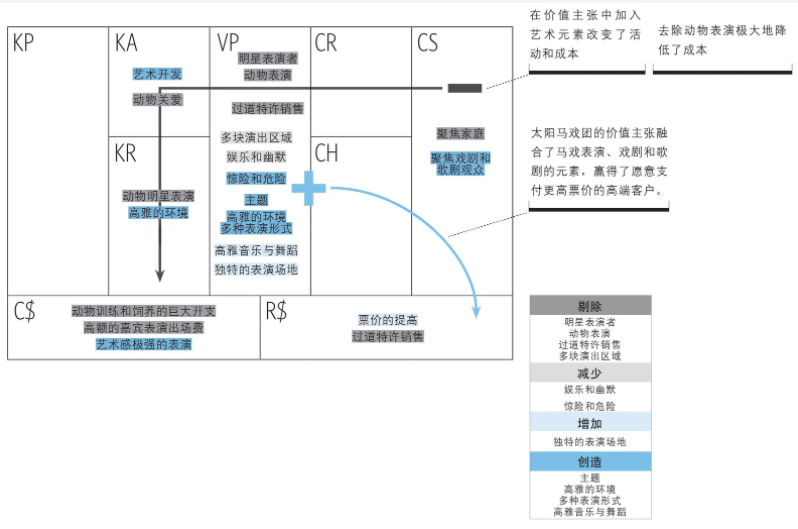 KP
KA
艺术开发
动物关爱
KR
动物明星表演
高雅的环境
VP
明星表演者
动物表演
过道特许销售
多块演出区域
娱乐和幽默
惊险和危险
主题
高雅的环境
多种表演形式
高雅音乐与舞蹈
独特的表演场地
CR
CH
CS
聚焦家庭
聚焦戏剧和
歌剧观众
C$
动物训练和饲养的巨大开支
高额的嘉宾表演出场费
艺术感极强的表演
R$
票价的提高
过道特许销售
在价值主张中加入
艺术元素改变了活
动和成本
去除动物表演极大地降
低了成本
太阳马戏团的价值主张融
合了马戏表演、戏剧和歌
剧的元素，赢得了愿意支
付更高票价的高端客户。
剔除
明星表演者
动物表演
过道特许销售
多块演出区域
减少
娱乐和幽默
惊险和危险
增加
独特的表演场地
创造
主题
高雅的环境
多种表演形式
高雅音乐与舞蹈